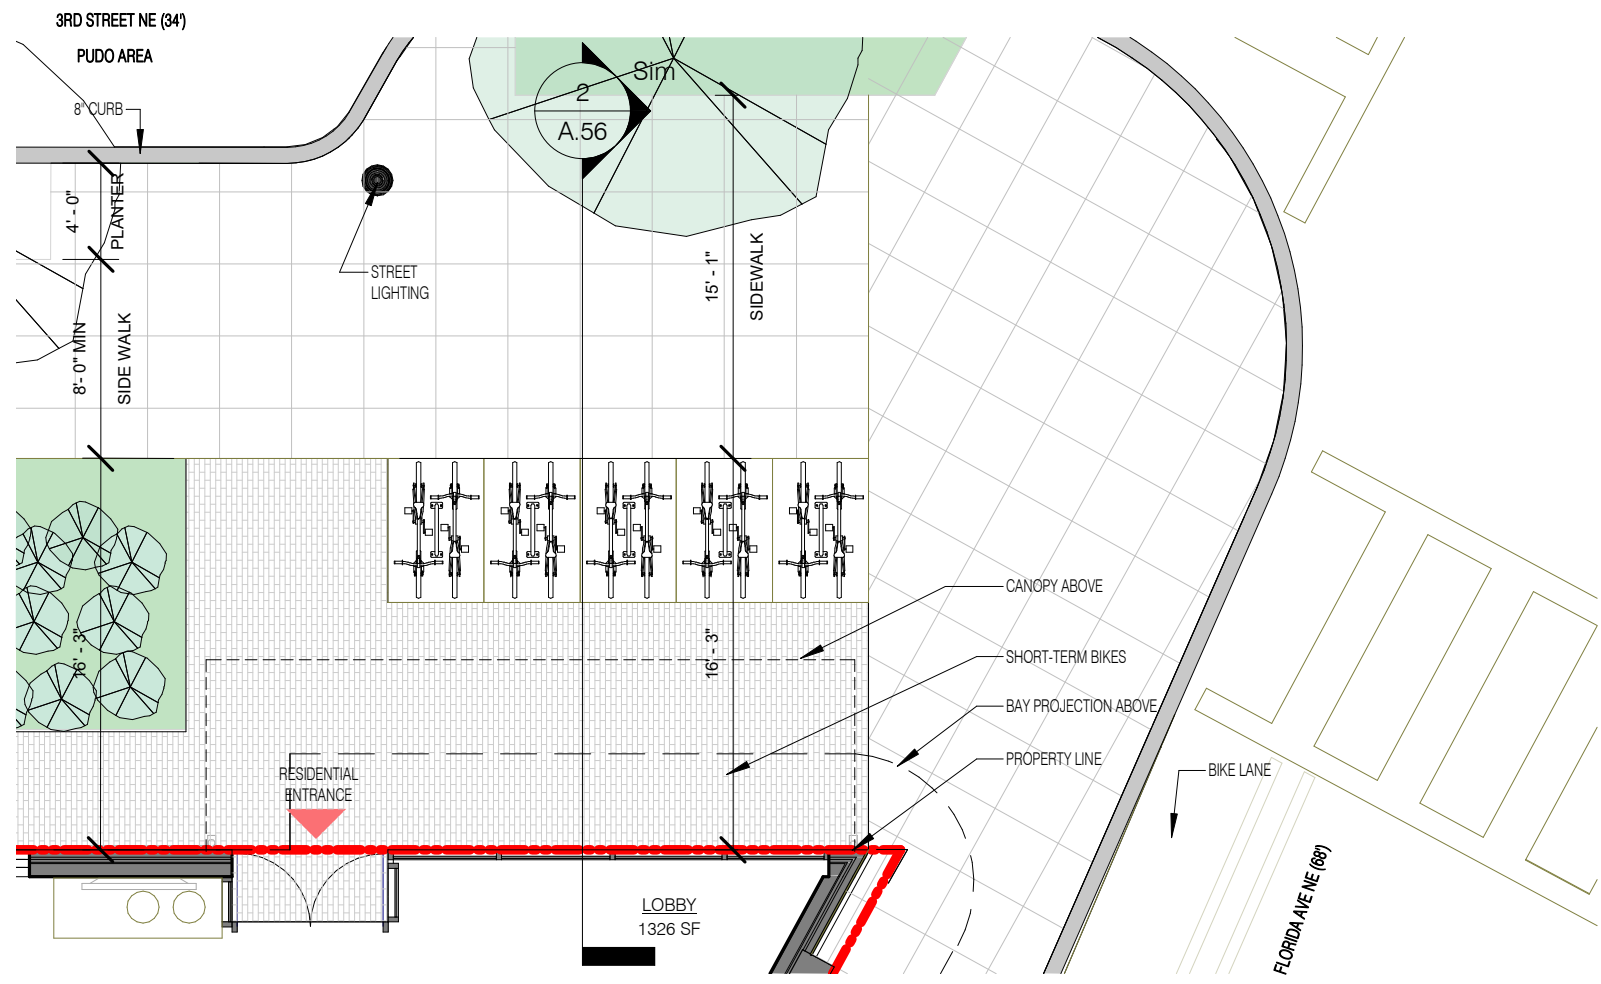 3RD STREET NE (34')
PUDO AREA
8" CURB
Sim
2
A.56
4' - 0"
PLANTER
STREET
LIGHTING
15' - 1"
SIDEWALK
8'- 0" MIN
SIDE WALK
CANOPY ABOVE
16' - 3"
16' - 3"
SHORT-TERM BIKES
BAY PROJECTION ABOVE
PROPERTY LINE
BIKE LANE
RESIDENTIAL
ENTRANCE
LOBBY
1326 SF
FLORIDA AVE NE (68')